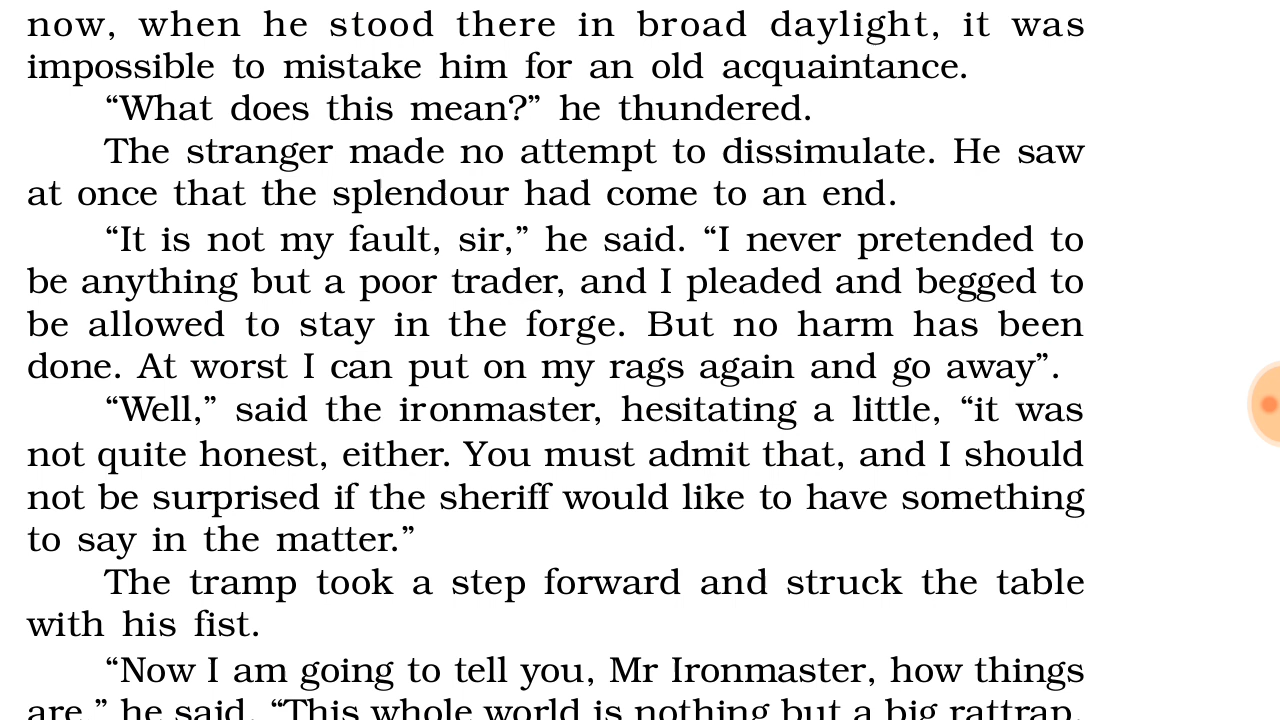 now, when he stood there in broad daylight, it was
impossible to mistake him for an old acquaintance.
“What does this mean?” he thundered.
The stranger made no attempt to dissimulate. He saw
at once that the splendour had come to an end.
“It is not my fault, sir,” he said. “I never pretended to
be anything but a poor trader, and I pleaded and begged to
be allowed to stay in the forge. But no harm has been
done. At worst I can put on my rags again and go away”.
“Well,” said the ironmaster, hesitating a little, “it was
not quite honest, either. You must admit that, and I should
not be surprised if the sheriff would like to have something
to say in the matter.”
The tramp took a step forward and struck the table
with his fist.
“Now I am going to tell you, Mr Ironmaster, how things
are,” he said. “This whole world is nothing but a big rattrap.